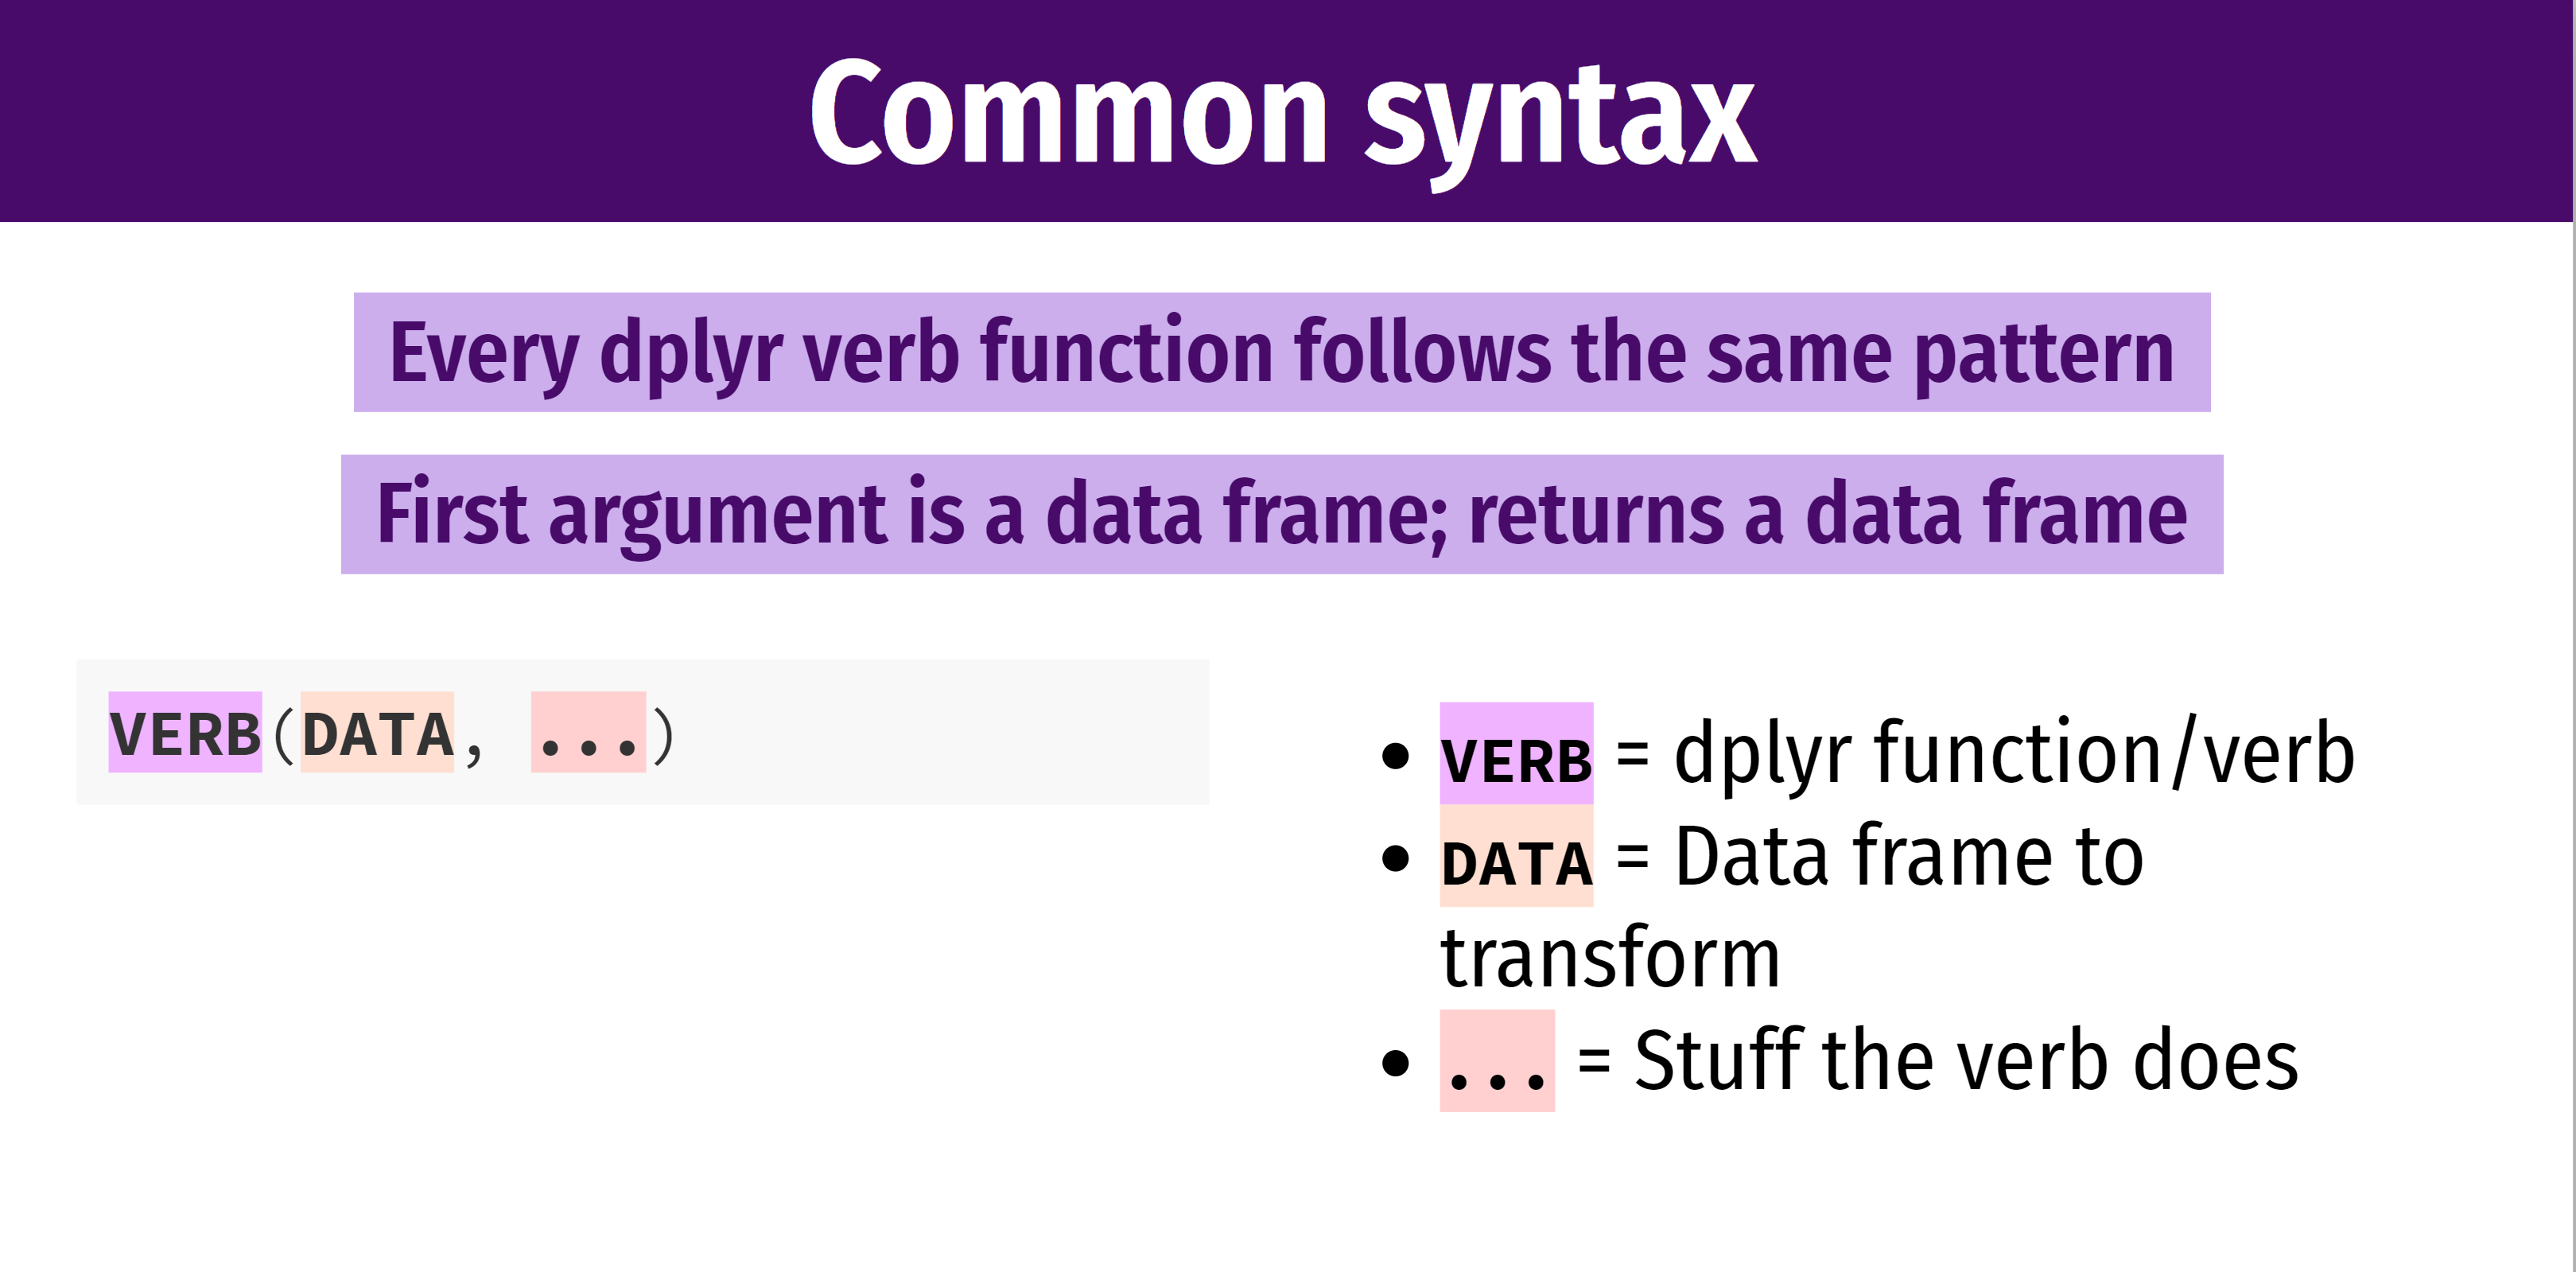 Common syntax
Every dplyr verb function follows the same pattern
First argument is a data frame; returns a data frame
VERB(DATA, ...)
• VERB = dplyr function/verb
• DATA = Data frame to
transform
• ... = Stuff the verb does